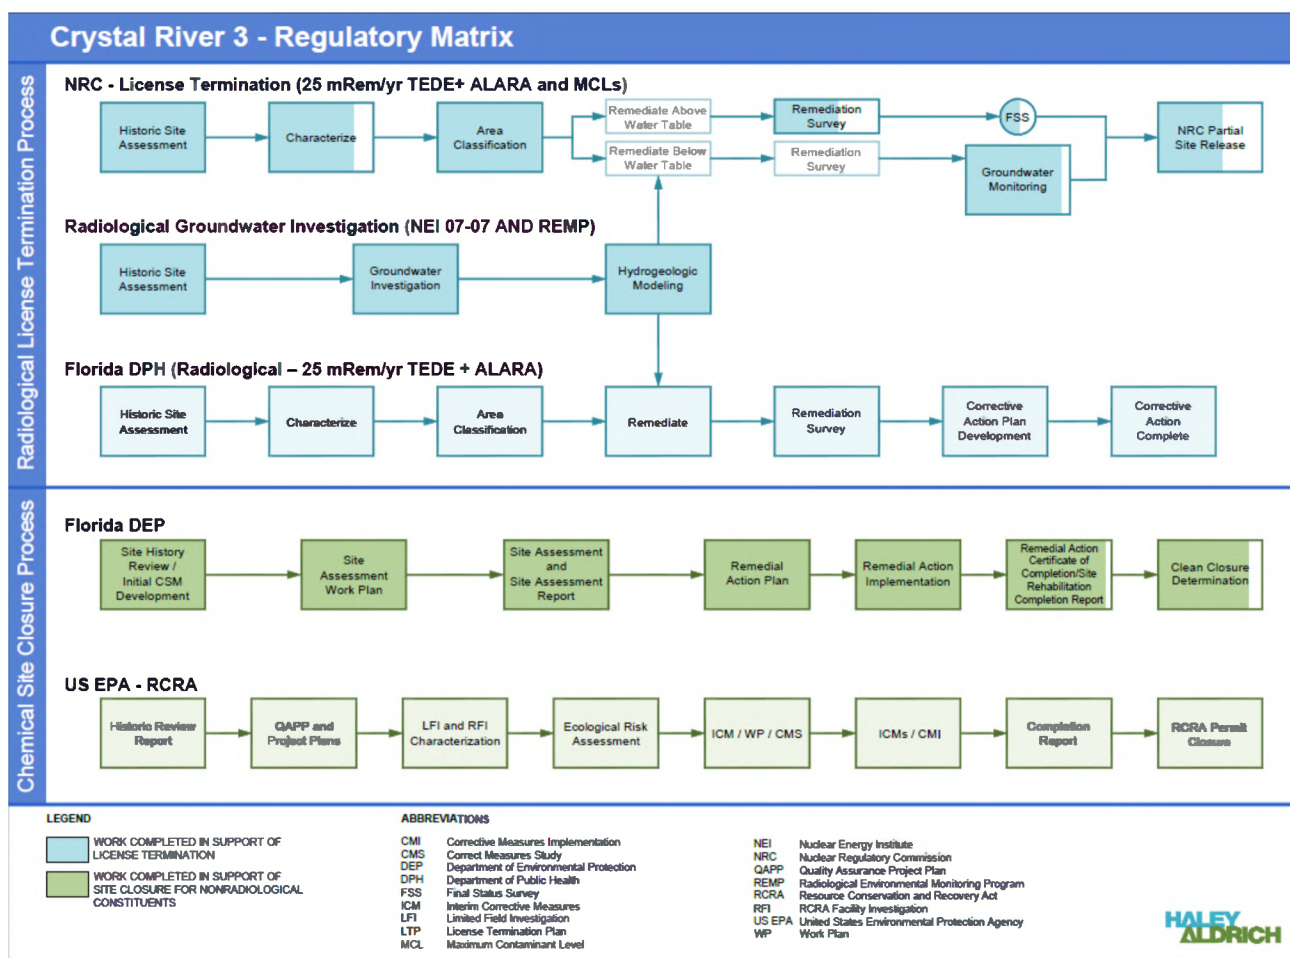 Crystal River 3 - Regulatory Matrix
Radiological License Termination Process
NRC - License Termination (25 mRem/yr TEDE+ ALARA and MCLs)
Historic Site
Assessment
Characterize
Area
Classification
Remediate Above
Water Table
Remediation
Survey
FSS
NRC Partial
Site Release
Remediate Below
Water Table
Remediation
Survey
Groundwater
Monitoring
Radiological Groundwater Investigation (NEI 07-07 AND REMP)
Historic Site
Assessment
Groundwater
Investigation
Hydrogeologic
Modeling
Florida DPH (Radiological – 25 mRem/yr TEDE + ALARA)
Historic Site
Assessment
Characterize
Area
Classification
Remediate
Remediation
Survey
Corrective
Action Plan
Development
Corrective
Action
Complete
Chemical Site Closure Process
Florida DEP
Site History
Review /
Initial CSM
Development
Site
Assessment
Work Plan
Site Assessment
and
Site Assessment
Report
Remedial
Action Plan
Remedial Action
Implementation
Remedial Action
Certificate of
Completion/Site
Rehabilitation
Completion Report
Clean Closure
Determination
US EPA - RCRA
Historic Review
Report
QAPP and
Project Plans
LFI and RFI
Characterization
Ecological Risk
Assessment
ICM / WP / CMS
ICMs / CMI
Completion
Report
RCRA Permit
Closure
LEGEND
WORK COMPLETED IN SUPPORT OF
LICENSE TERMINATION
WORK COMPLETED IN SUPPORT OF
SITE CLOSURE FOR NONRADIOLOGICAL
CONSTITUENTS
ABBREVIATIONS
CMI Corrective Measures Implementation
CMS Correct Measures Study
DEP Department of Environmental Protection
DPH Department of Public Health
FSS Final Status Survey
ICM Interim Corrective Measures
LFI Limited Field Investigation
LTP License Termination Plan
MCL Maximum Contaminant Level
NEI Nuclear Energy Institute
NRC Nuclear Regulatory Commission
QAPP Quality Assurance Project Plan
REMP Radiological Environmental Monitoring Program
RCRA Resource Conservation and Recovery Act
RFI RCRA Facility Investigation
US EPA United States Environmental Protection Agency
WP Work Plan
HALEY
ALDRICH